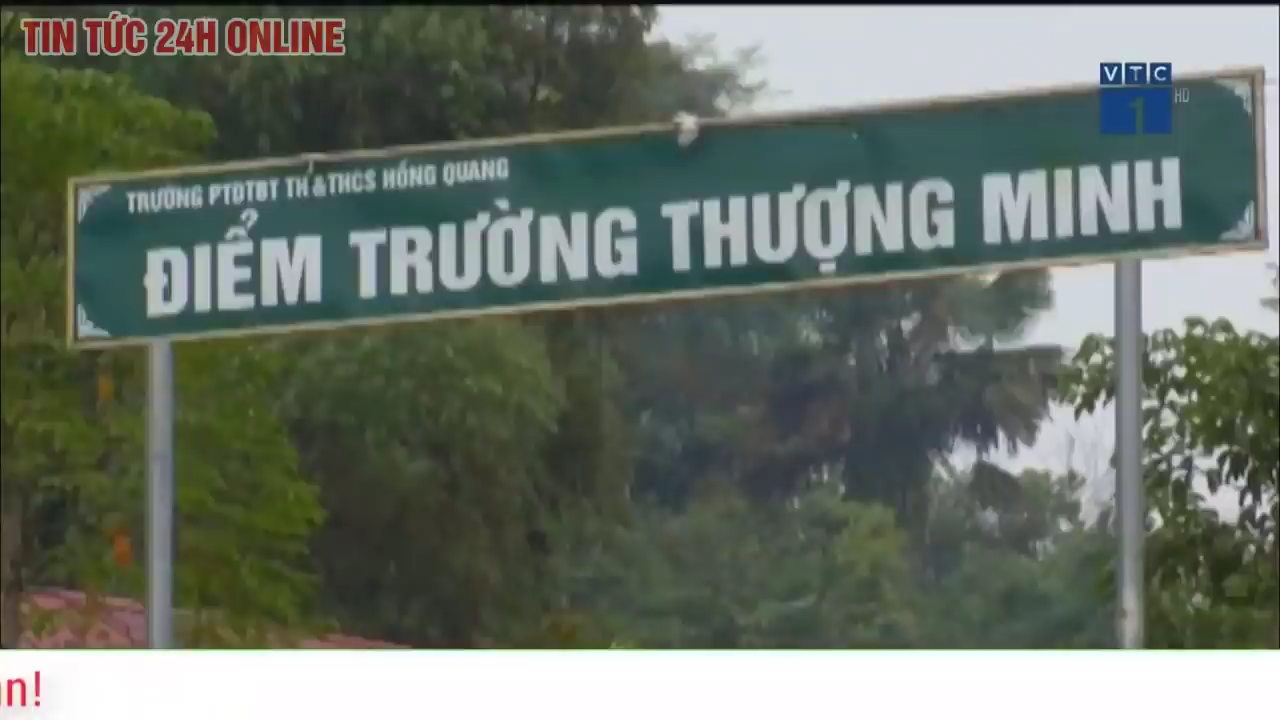 TIN TỨC 24H ONLINE
VTC
1
HD
TRƯỜNG PTDTBT TH & THCS HỒNG QUANG
ĐIỂM TRƯỜNG THƯỢNG MINH